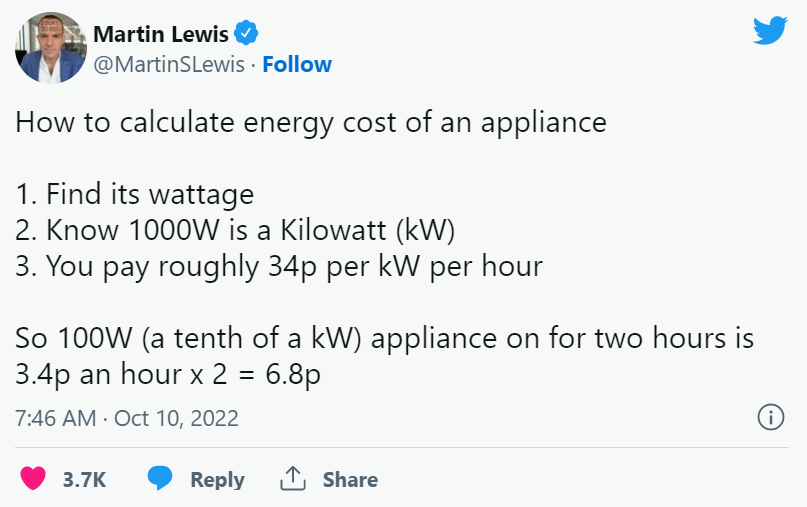 Martin Lewis
@MartinSLewis · Follow
How to calculate energy cost of an appliance
1. Find its wattage
2. Know 1000W is a Kilowatt (kW)
3. You pay roughly 34p per kW per hour
So 100W (a tenth of a kW) appliance on for two hours is
3.4p an hour x 2 = 6.8p
7:46 AM · Oct 10, 2022
3.7K Reply Share